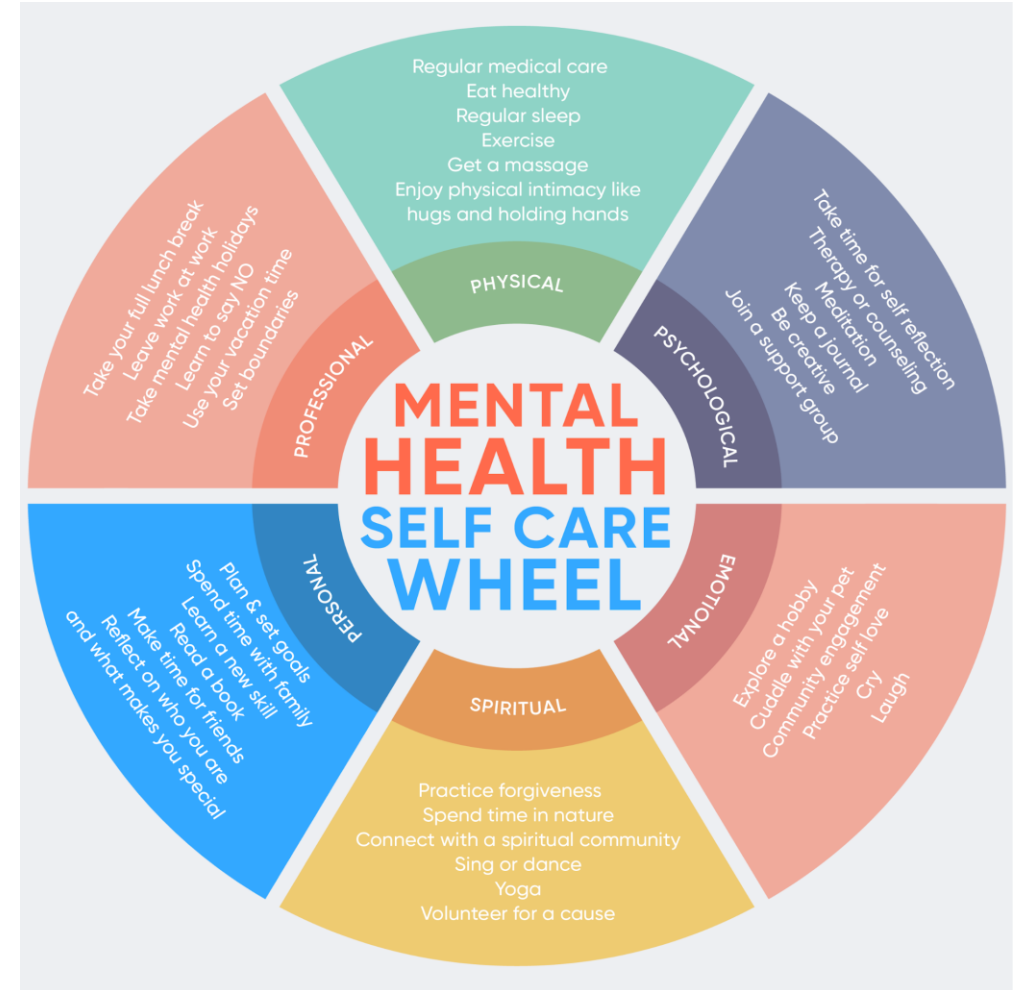 MENTAL
HEALTH
SELF CARE
WHEEL
Regular medical care
Eat healthy
Regular sleep
Exercise
Get a massage
Enjoy physical intimacy like
hugs and holding hands
PHYSICAL
Take time for self reflection
Therapy or counseling
Meditation
Keep a journal
Be creative
Join a support group
PSYCHOLOGICAL
Explore a hobby
Cuddle with your pet
Community engagement
Practice self love
Cry
Laugh
EMOTIONAL
SPIRITUAL
Practice forgiveness
Spend time in nature
Connect with a spiritual community
Sing or dance
Yoga
Volunteer for a cause
PERSONAL
Plan & set goals
Spend time with family
Learn a new skill
Read a book
Make time for friends
Reflect on who you are
and what makes you special
Take your full lunch break
Leave work at work
Take mental health holidays
Learn to say NO
Use your vacation time
Set boundaries
PROFESSIONAL